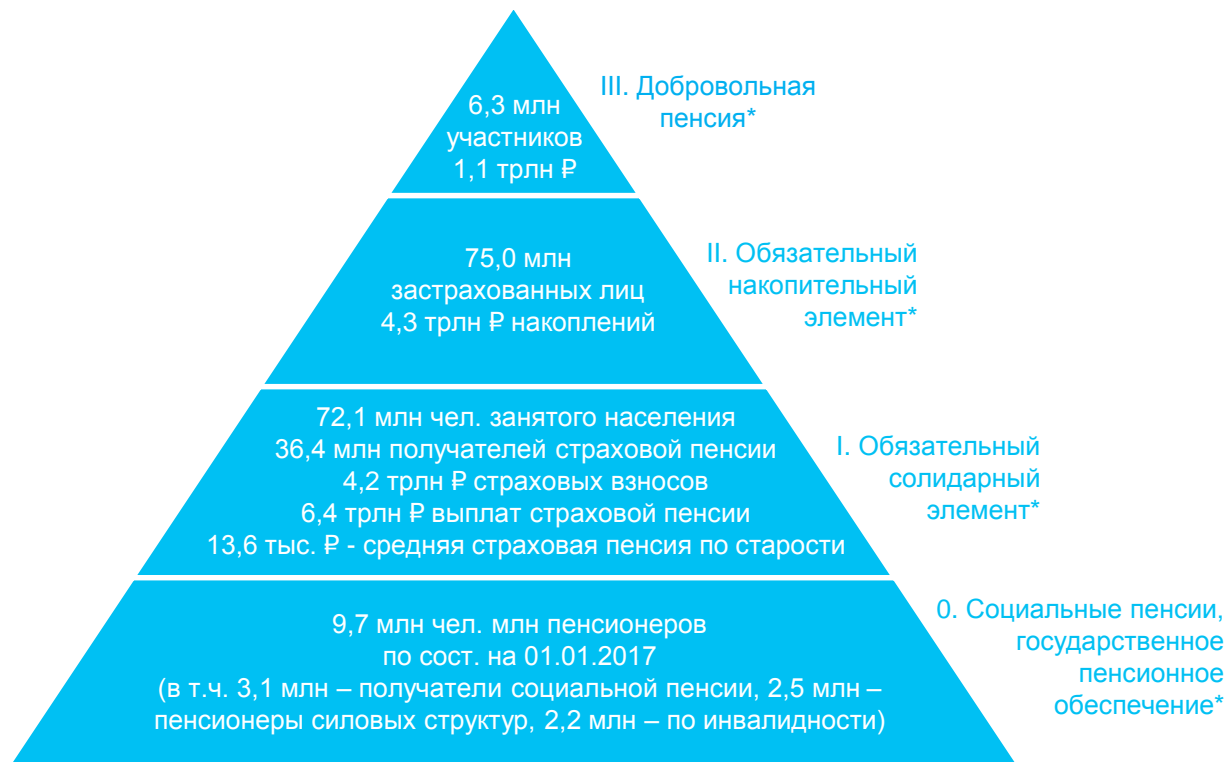 6,3 млн
участников
1,1 трлн ₽
III. Добровольная
пенсия*
75,0 млн
застрахованных лиц
4,3 трлн ₽ накоплений
II. Обязательный
накопительный
элемент*
72,1 млн чел. занятого населения
36,4 млн получателей страховой пенсии
4,2 трлн ₽ страховых взносов
6,4 трлн ₽ выплат страховой пенсии
13,6 тыс. ₽ - средняя страховая пенсия по старости
I. Обязательный
солидарный
элемент*
9,7 млн чел. млн пенсионеров
по сост. на 01.01.2017
(в т.ч. 3,1 млн – получатели социальной пенсии, 2,5 млн –
пенсионеры силовых структур, 2,2 млн – по инвалидности)
0. Социальные пенсии,
государственное
пенсионное
обеспечение*